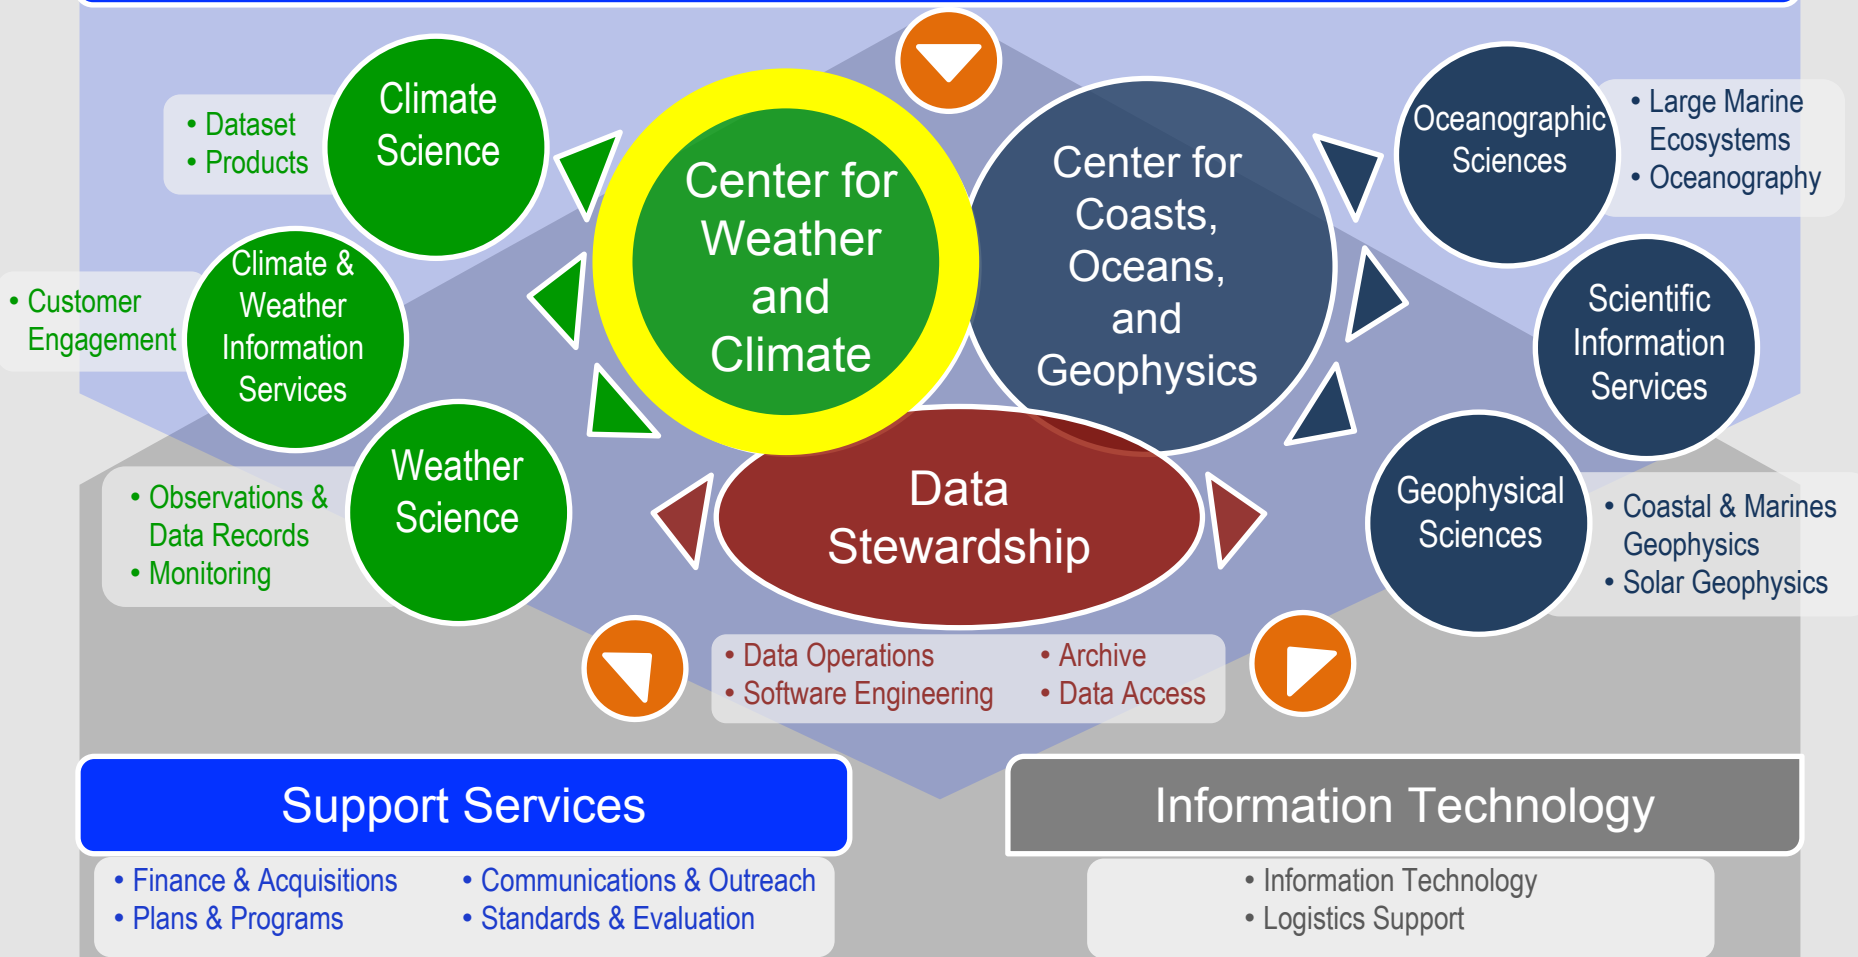 Climate
Science
• Dataset
• Products
Climate &
Weather
Information
Services
• Customer
Engagement
Weather
Science
• Observations &
Data Records
• Monitoring
Center for
Weather
and
Climate
Center for
Coasts,
Oceans,
and
Geophysics
Data
Stewardship
• Data Operations
• Software Engineering
• Archive
• Data Access
Oceanographic
Sciences
• Large Marine
Ecosystems
• Oceanography
Scientific
Information
Services
Geophysical
Sciences
• Coastal & Marines
Geophysics
• Solar Geophysics
Support Services
• Finance & Acquisitions
• Plans & Programs
• Communications & Outreach
• Standards & Evaluation
Information Technology
• Information Technology
• Logistics Support